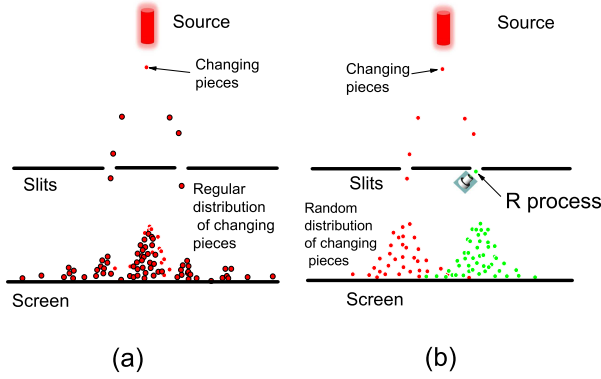 Source
Changing
pieces
Slits
Regular
distribution
of changing
pieces
Screen
(a)
Source
Changing
pieces
Slits
R process
Random
distribution
of changing
pieces
Screen
(b)